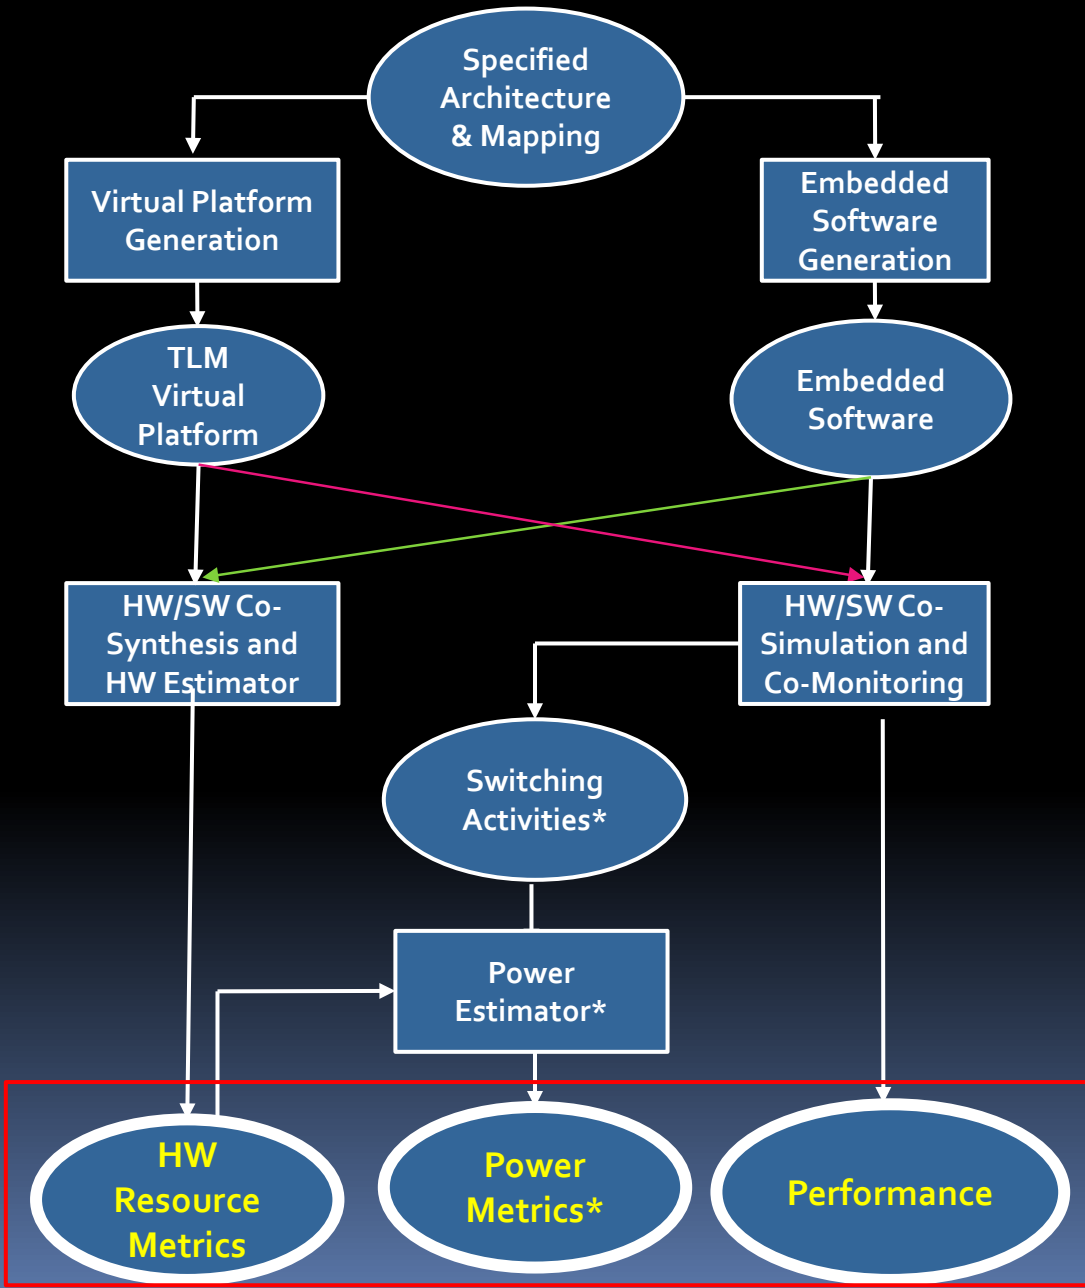 Specified
Architecture
& Mapping
Virtual Platform
Generation
Embedded
Software
Generation
TLM
Virtual
Platform
Embedded
Software
HW/SW Co-
Synthesis and
HW Estimator
HW/SW Co-
Simulation and
Co-Monitoring
Switching
Activities*
Power
Estimator*
HW
Resource
Metrics
Power
Metrics*
Performance